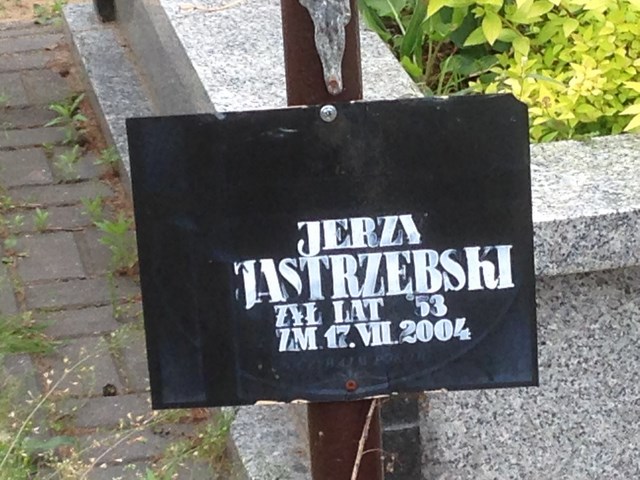 JERZY
JASTRZĘBSKI
ŻYŁ LAT 53
ZM. 17. VII. 2004